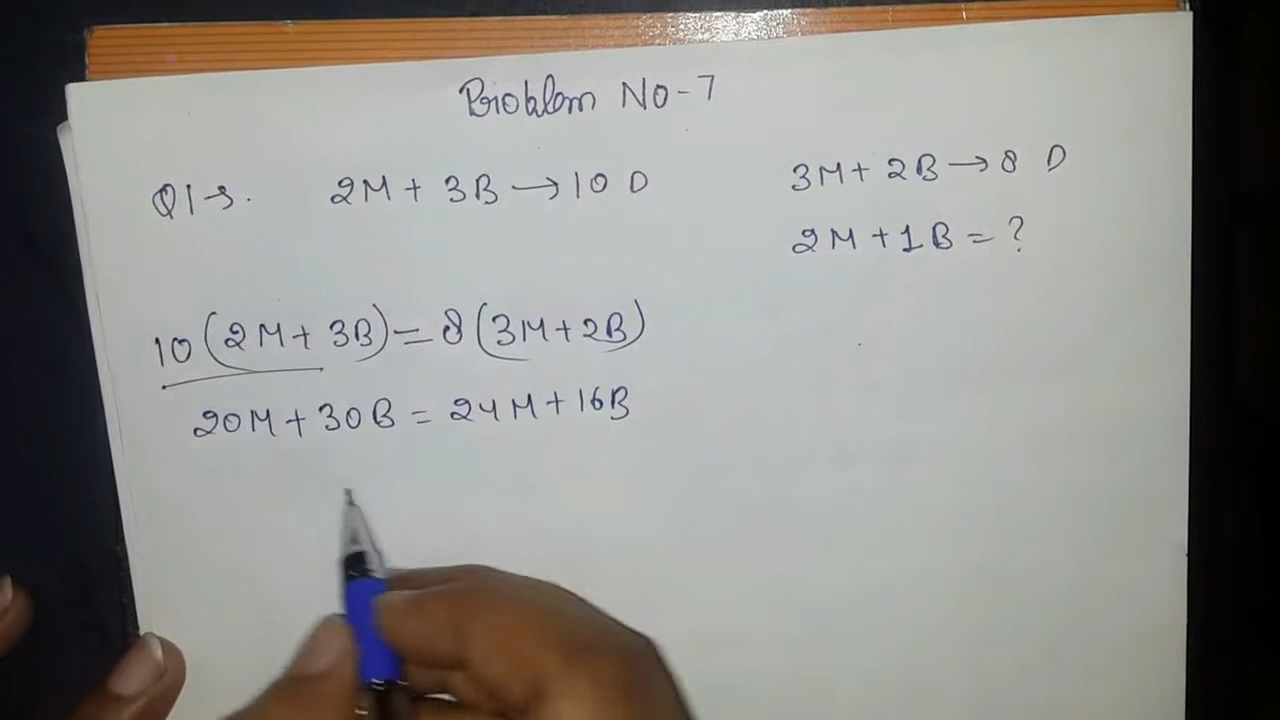 Problem No-7
Q1→. 2M + 3B → 10 D 3M + 2B → 8 D
2M + 1B = ?
10 (2M + 3B) = 8 (3M + 2B)
20M + 30B = 24M + 16B